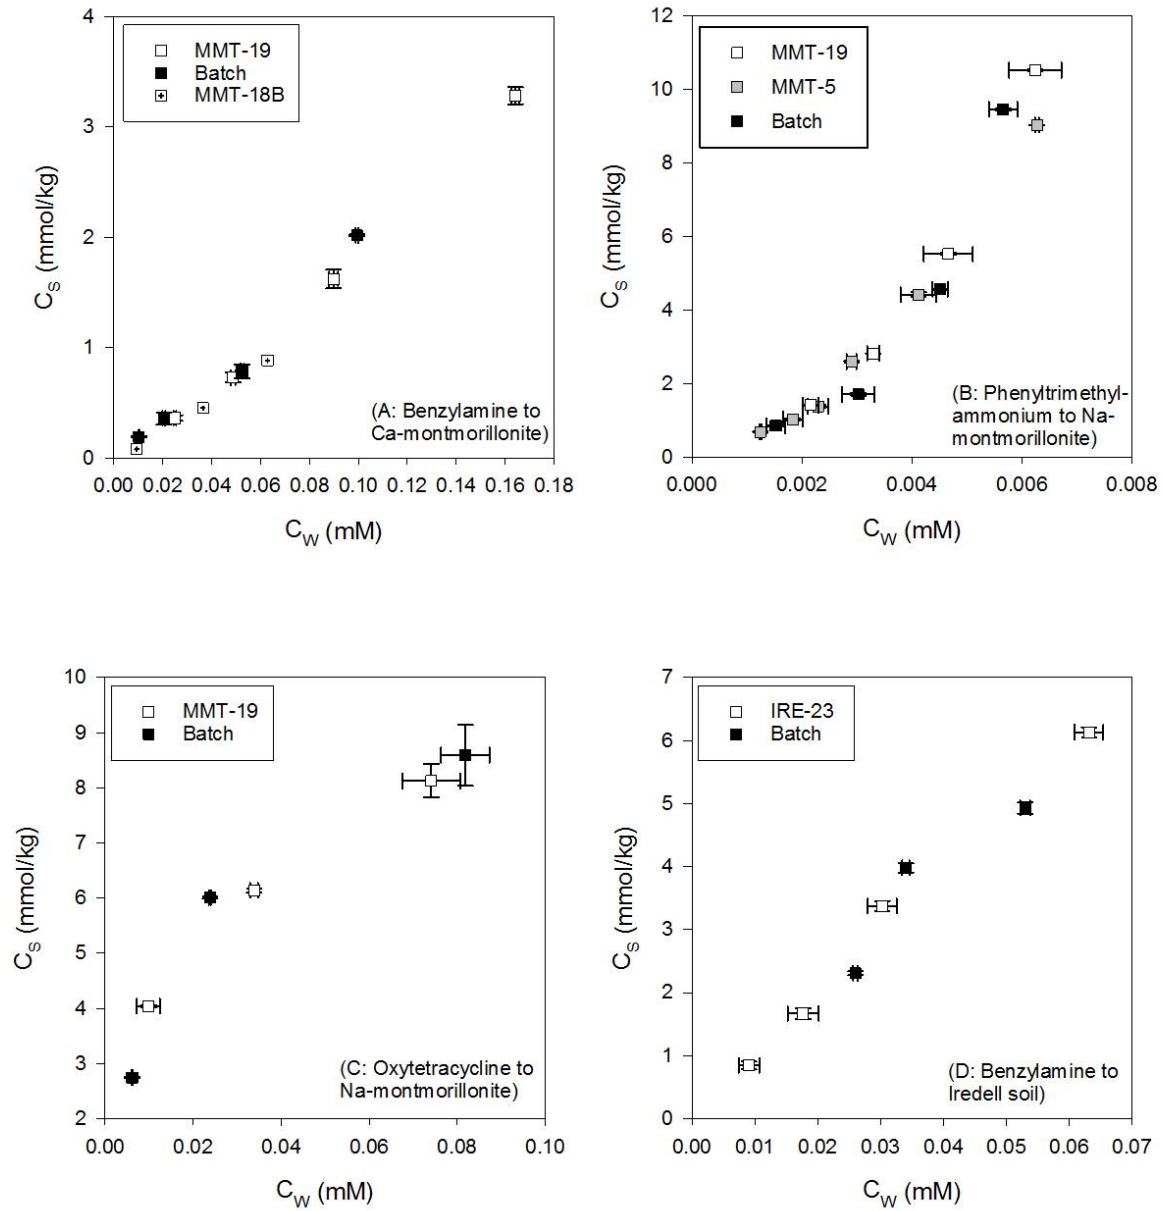 4
3
2
1
0
C_S (mmol/kg)
MMT-19
Batch
MMT-18B
(A: Benzylamine to
Ca-montmorillonite)
0.00 0.02 0.04 0.06 0.08 0.10 0.12 0.14 0.16 0.18
C_W (mM)
12
10
8
6
4
2
0
C_S (mmol/kg)
MMT-19
MMT-5
Batch
(B: Phenyltrimethyl-
ammonium to Na-
montmorillonite)
0.000 0.002 0.004 0.006 0.008
C_W (mM)
10
9
8
7
6
5
4
3
2
C_S (mmol/kg)
MMT-19
Batch
(C: Oxytetracycline to
Na-montmorillonite)
0.00 0.02 0.04 0.06 0.08 0.10
C_W (mM)
7
6
5
4
3
2
1
0
C_S (mmol/kg)
IRE-23
Batch
(D: Benzylamine to
Iredell soil)
0.00 0.01 0.02 0.03 0.04 0.05 0.06 0.07
C_W (mM)